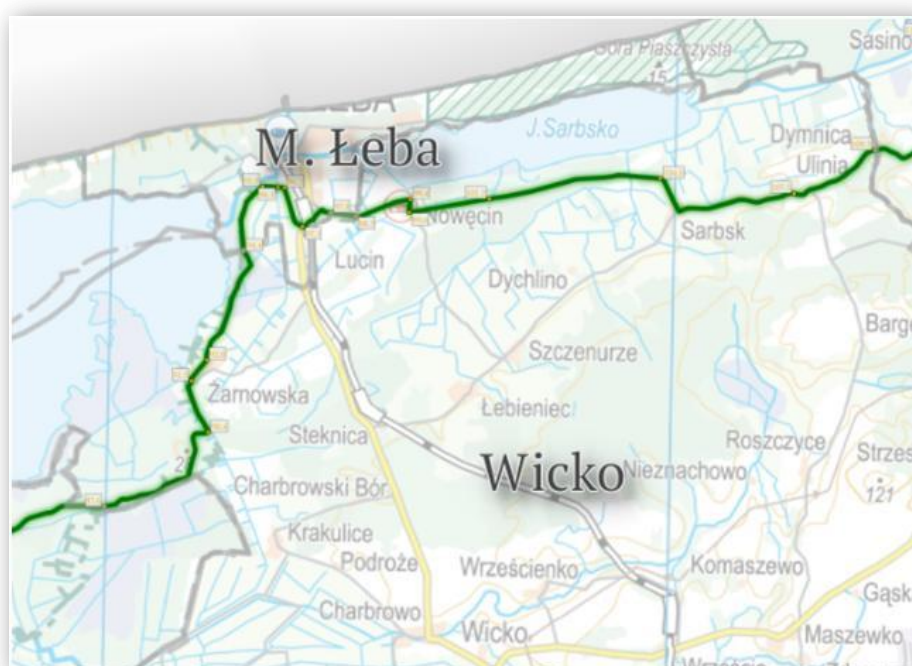 Sasino
Góra Piaszczysta
15
ŁEBA
J.Sarbsko
Dymnica
M. Łeba
Ulinia
Nowęcin
Sarbsk
Lucin
Dychlino
Barg
Szczenurze
Żarnowska
Łebieniec
Steknica
Roszczyce
Wicko
Nieznachowo
Strzes
Charbrowski Bór
121
Krakulice
Podroże
Wrześcienko
Komaszewo
Gąsk
Charbrowo
Wicko
Maszewko